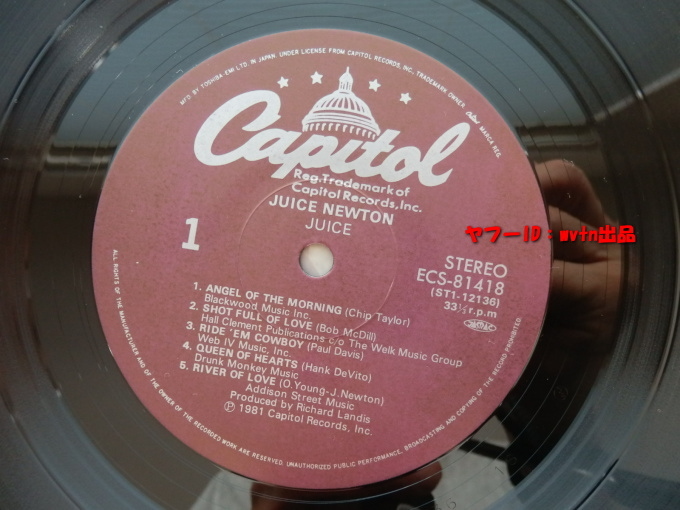 MFD. BY TOSHIBA-EMI LTD. IN JAPAN. UNDER LICENSE FROM CAPITOL RECORDS, INC., TRADEMARK OWNER. MARCA REG.
Capitol
Reg.Trademark of
Capitol Records,Inc.
JUICE NEWTON
JUICE
1
ヤフーID：mvtn出品
STEREO
ECS-81418
(ST1-12136)
33⅓r.p.m
1. ANGEL OF THE MORNING (Chip Taylor)
Blackwood Music Inc.
2. SHOT FULL OF LOVE (Bob McDill)
Hall Clement Publications c/o The Welk Music Group
3. RIDE 'EM COWBOY (Paul Davis)
Web IV Music, Inc.
4. QUEEN OF HEARTS (Hank DeVito)
Drunk Monkey Music
5. RIVER OF LOVE (O.Young-J.Newton)
Addison Street Music
Produced by Richard Landis
Ⓟ 1981 Capitol Records, Inc.
ALL RIGHTS OF THE MANUFACTURER AND OF THE OWNER OF THE RECORDED WORK ARE RESERVED. UNAUTHORIZED PUBLIC PERFORMANCE, BROADCASTING AND COPYING OF THE RECORD PROHIBITED.